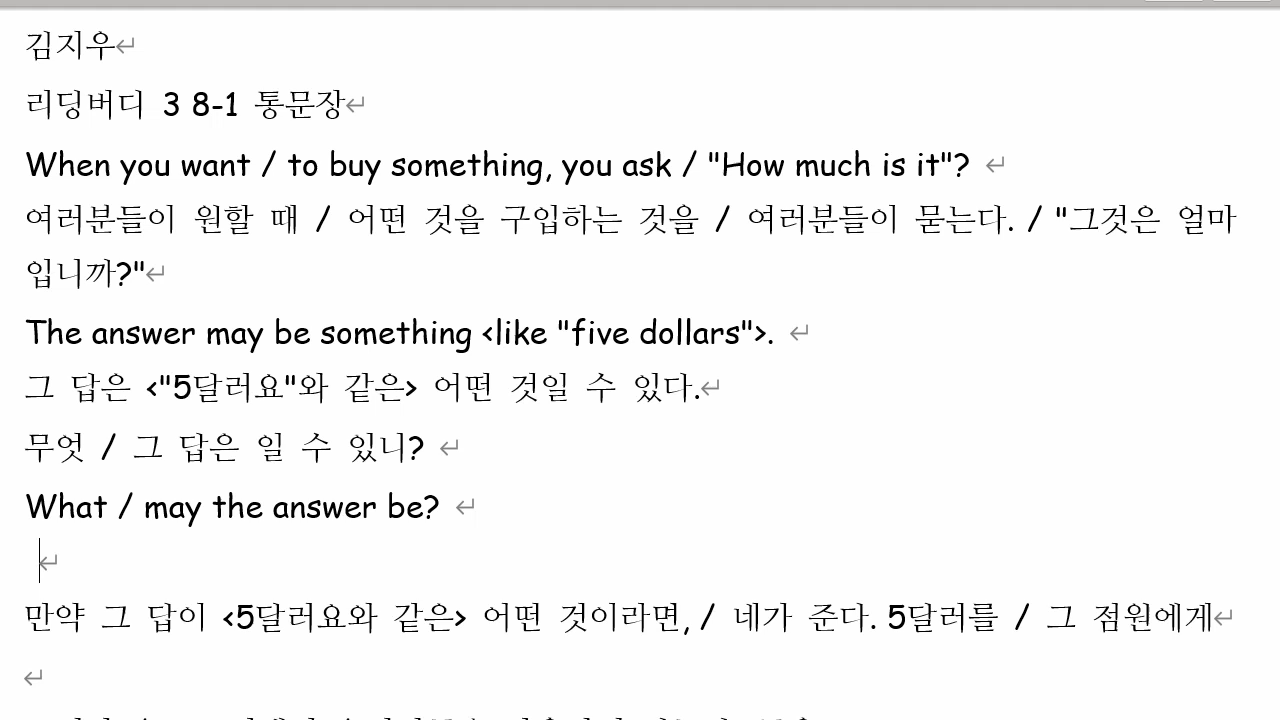 김지우
리딩버디 3 8-1 통문장
When you want / to buy something, you ask / "How much is it"?
여러분들이 원할 때 / 어떤 것을 구입하는 것을 / 여러분들이 묻는다. / "그것은 얼마
입니까?"
The answer may be something <like "five dollars">.
그 답은 <"5달러요"와 같은> 어떤 것일 수 있다.
무엇 / 그 답은 일 수 있니?
What / may the answer be?
만약 그 답이 <5달러요와 같은> 어떤 것이라면, / 네가 준다. 5달러를 / 그 점원에게